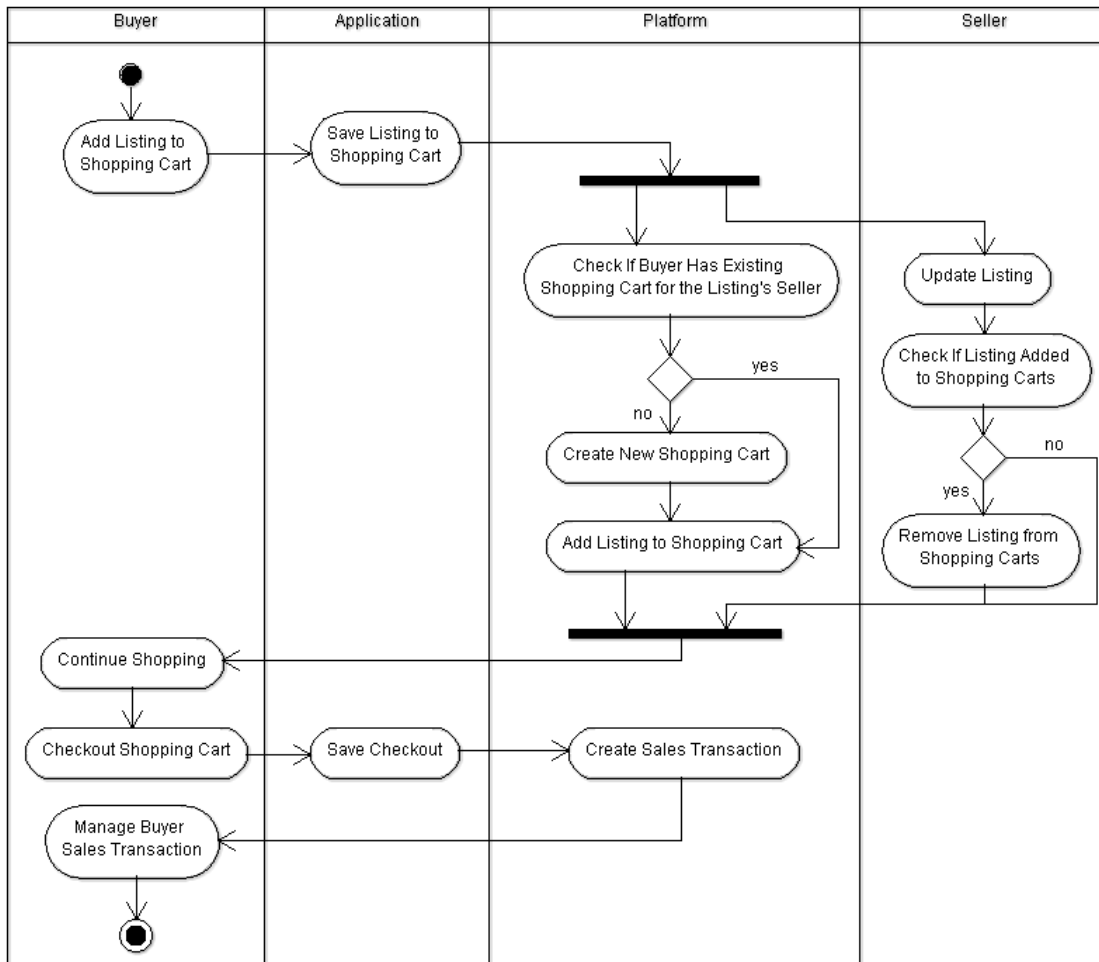 Buyer
Application
Platform
Seller
Add Listing to
Shopping Cart
Save Listing to
Shopping Cart
Check If Buyer Has Existing
Shopping Cart for the Listing's Seller
Update Listing
Check If Listing Added
to Shopping Carts
yes
no
Create New Shopping Cart
no
yes
Add Listing to Shopping Cart
Remove Listing from
Shopping Carts
Continue Shopping
Checkout Shopping Cart
Save Checkout
Create Sales Transaction
Manage Buyer
Sales Transaction